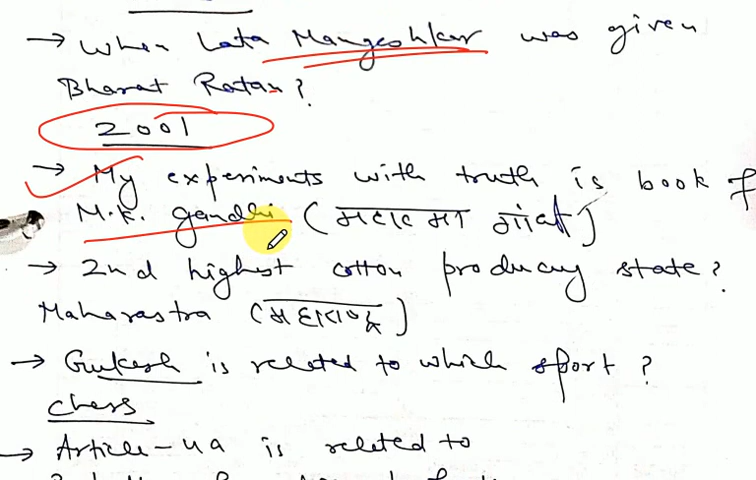 → When Lata Mangeshkar was given
Bharat Ratan?
2001
→ My experiments with truth is book of
M.K. gandhi (महात्मा गांधी)
→ 2nd highest cotton producing state?
Maharastra (महाराष्ट्र)
→ Gukesh is related to which sport?
chess
→ Article-4a is related to